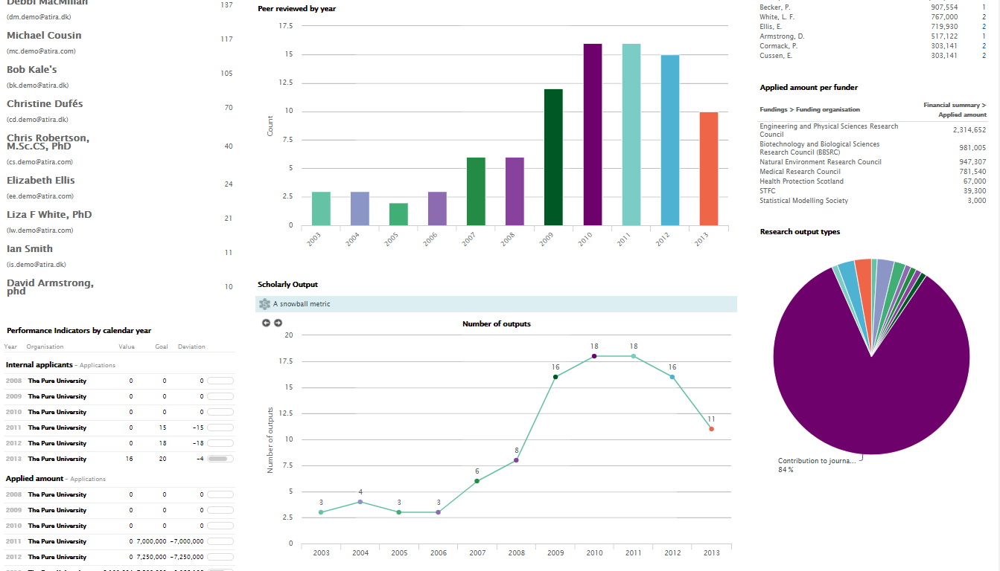 Debbi MacMillan 137
(dm.demo@atira.dk)
Michael Cousin 117
(mc.demo@atira.com)
Bob Kale's 105
(bk.demo@atira.dk)
Christine Dufés 70
(cd.demo@atira.dk)
Chris Robertson,
M.Sc.CS, PhD 40
(cs.demo@atira.com)
Elizabeth Ellis 24
(ee.demo@atira.com)
Liza F White, PhD 21
(lw.demo@atira.com)
Ian Smith 11
(is.demo@atira.dk)
David Armstrong,
phd 10
Performance Indicators by calendar year
Year Organisation Value Goal Deviation
Internal applicants - Applications
2008 The Pure University 0 0 0
2009 The Pure University 0 0 0
2010 The Pure University 0 0 0
2011 The Pure University 0 15 -15
2012 The Pure University 0 18 -18
2013 The Pure University 16 20 -4
Applied amount - Applications
2008 The Pure University 0 0 0
2009 The Pure University 0 0 0
2010 The Pure University 0 0 0
2011 The Pure University 0 7,000,000 -7,000,000
2012 The Pure University 0 7,250,000 -7,250,000
Peer reviewed by year
17.5
15
12.5
10
7.5
5
2.5
0
Count
2003 2004 2005 2006 2007 2008 2009 2010 2011 2012 2013
Scholarly Output
A snowball metric
Number of outputs
20
17.5
15
12.5
10
7.5
5
2.5
0
Number of outputs
3 4 3 3 6 8 16 18 18 16 11
2003 2004 2005 2006 2007 2008 2009 2010 2011 2012 2013
Becker, P. 907,554 1
White, L. F. 767,000 2
Ellis, E. 719,930 2
Armstrong, D. 517,122 1
Cormack, P. 303,141 2
Cussen, E. 303,141 2
Applied amount per funder
Fundings > Funding organisation
Financial summary >
Applied amount
Engineering and Physical Sciences Research
Council 2,314,652
Biotechnology and Biological Sciences
Research Council (BBSRC) 981,005
Natural Environment Research Council 947,307
Medical Research Council 781,540
Health Protection Scotland 67,000
STFC 39,300
Statistical Modelling Society 3,000
Research output types
Contribution to journa...
84 %